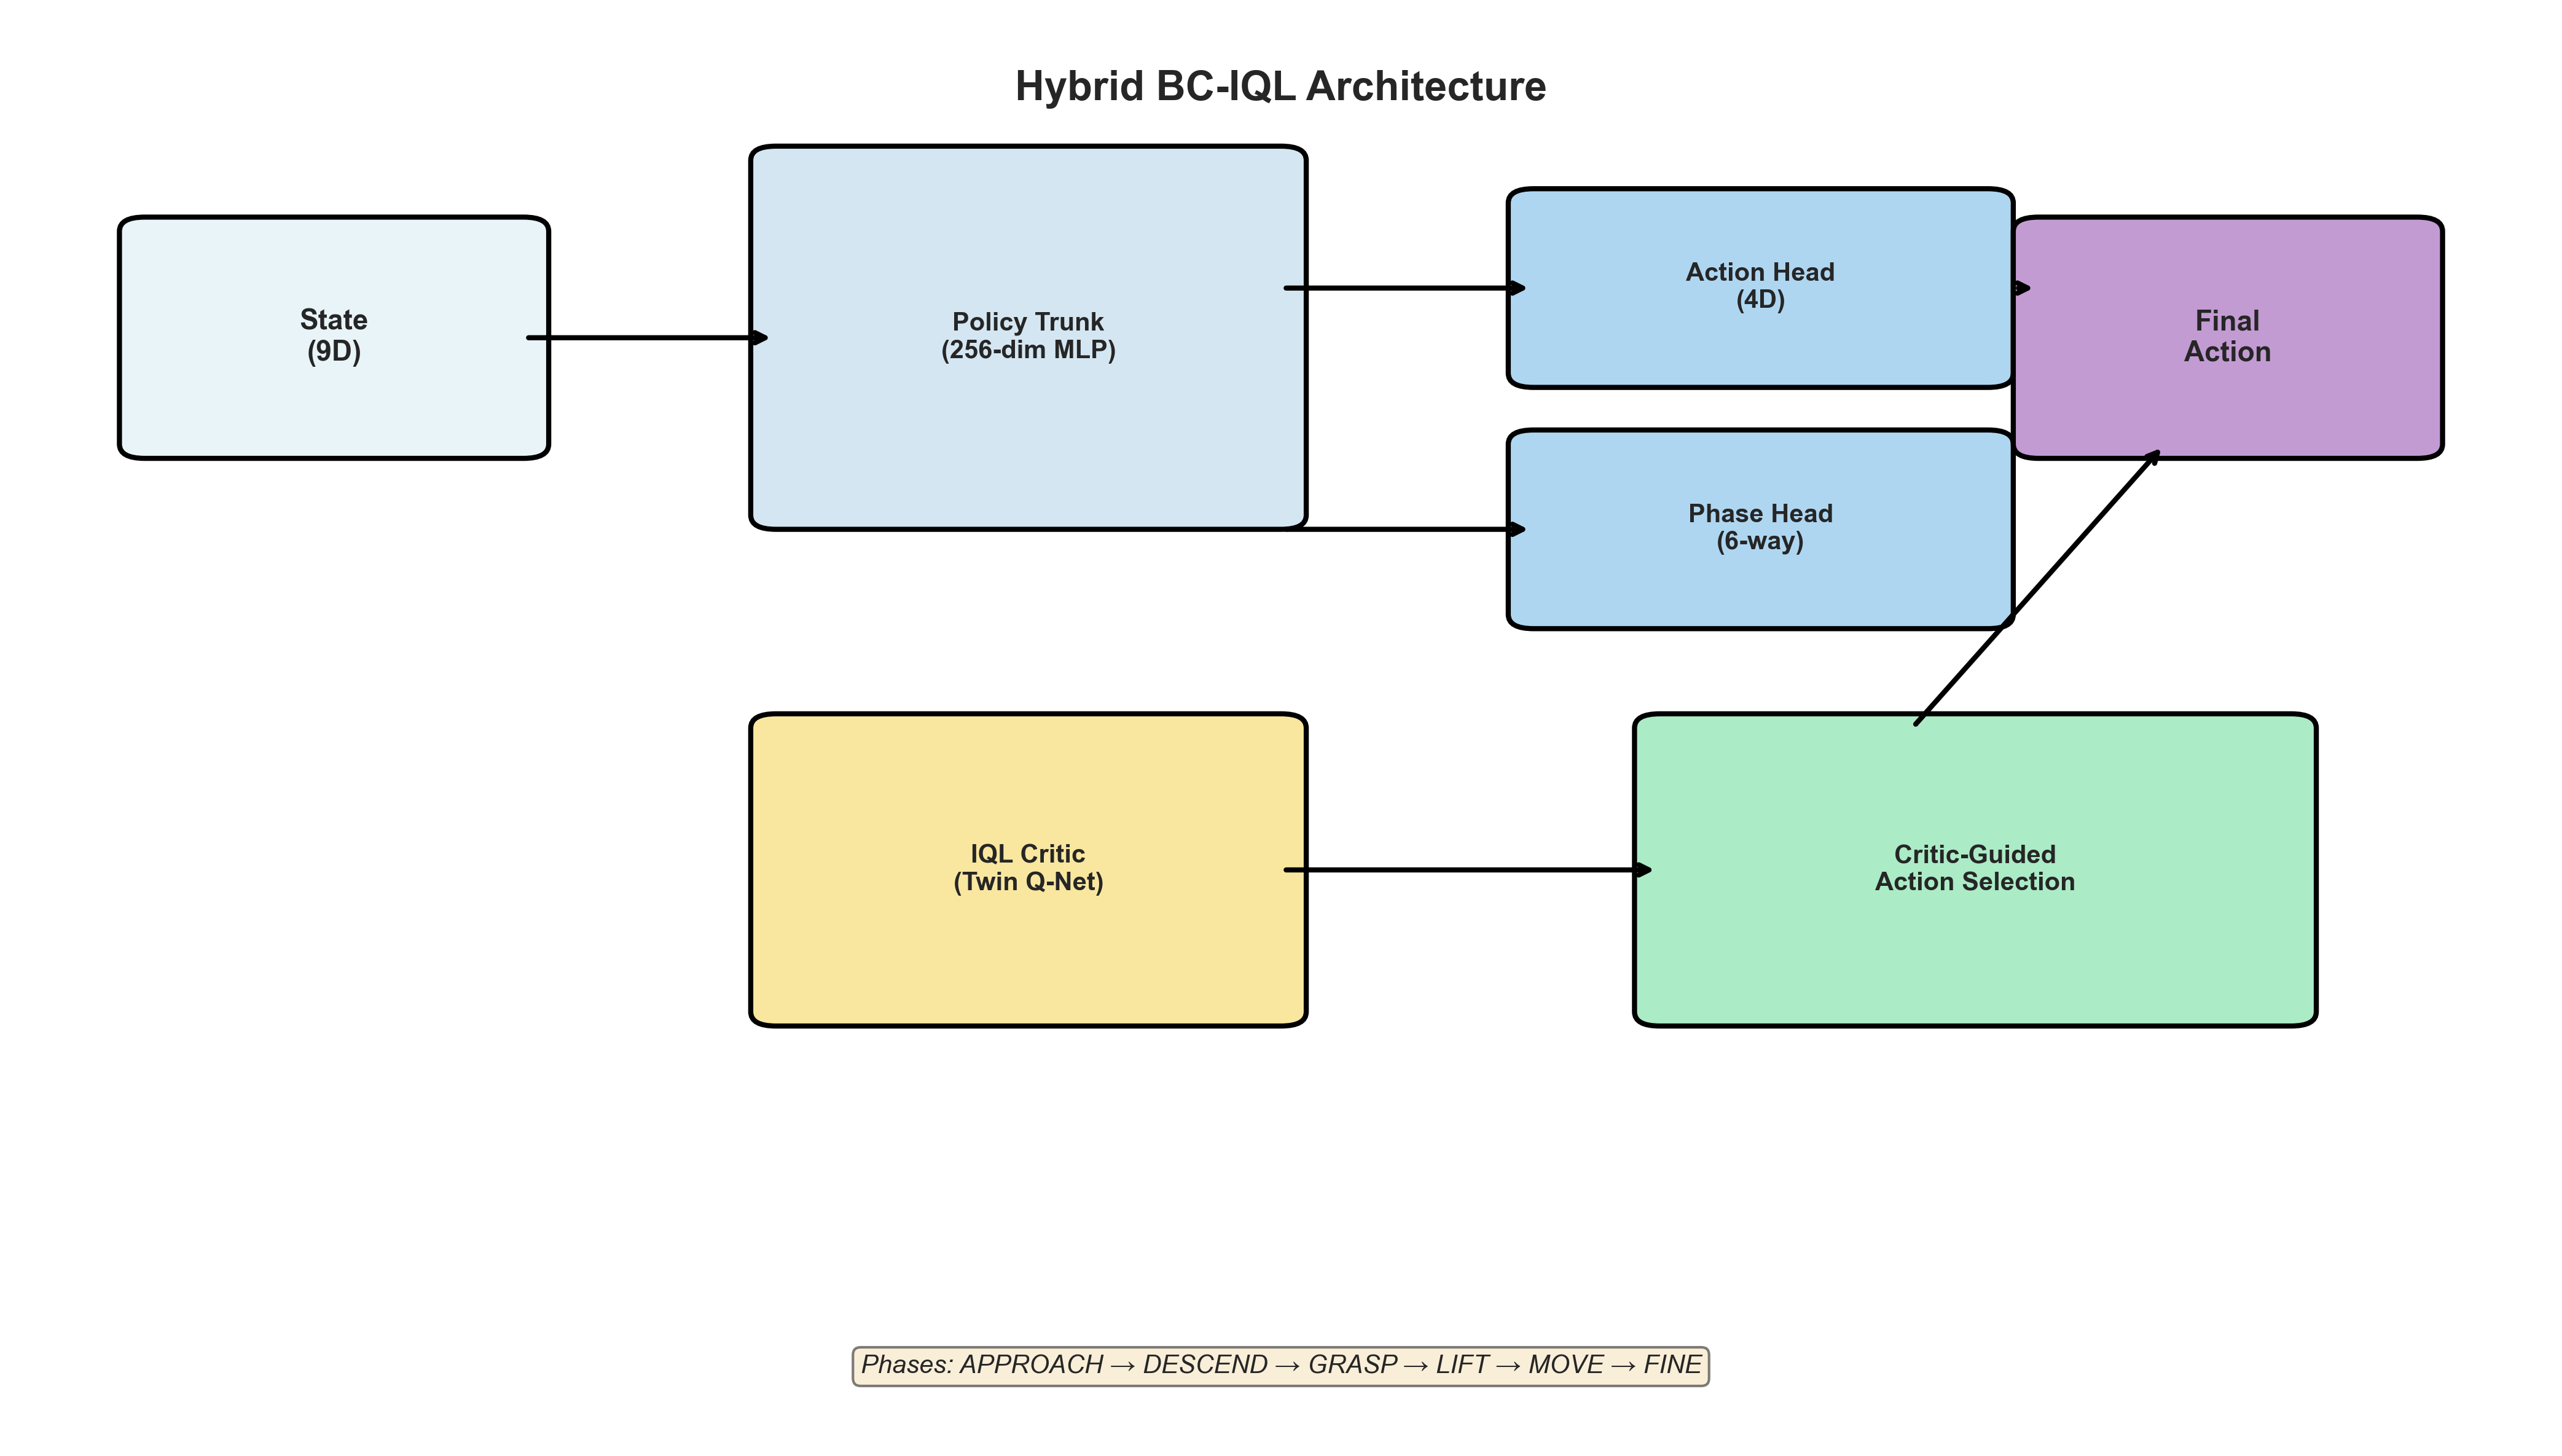 Hybrid BC-IQL Architecture
State
(9D)
Policy Trunk
(256-dim MLP)
Action Head
(4D)
Final
Action
Phase Head
(6-way)
IQL Critic
(Twin Q-Net)
Critic-Guided
Action Selection
Phases: APPROACH → DESCEND → GRASP → LIFT → MOVE → FINE